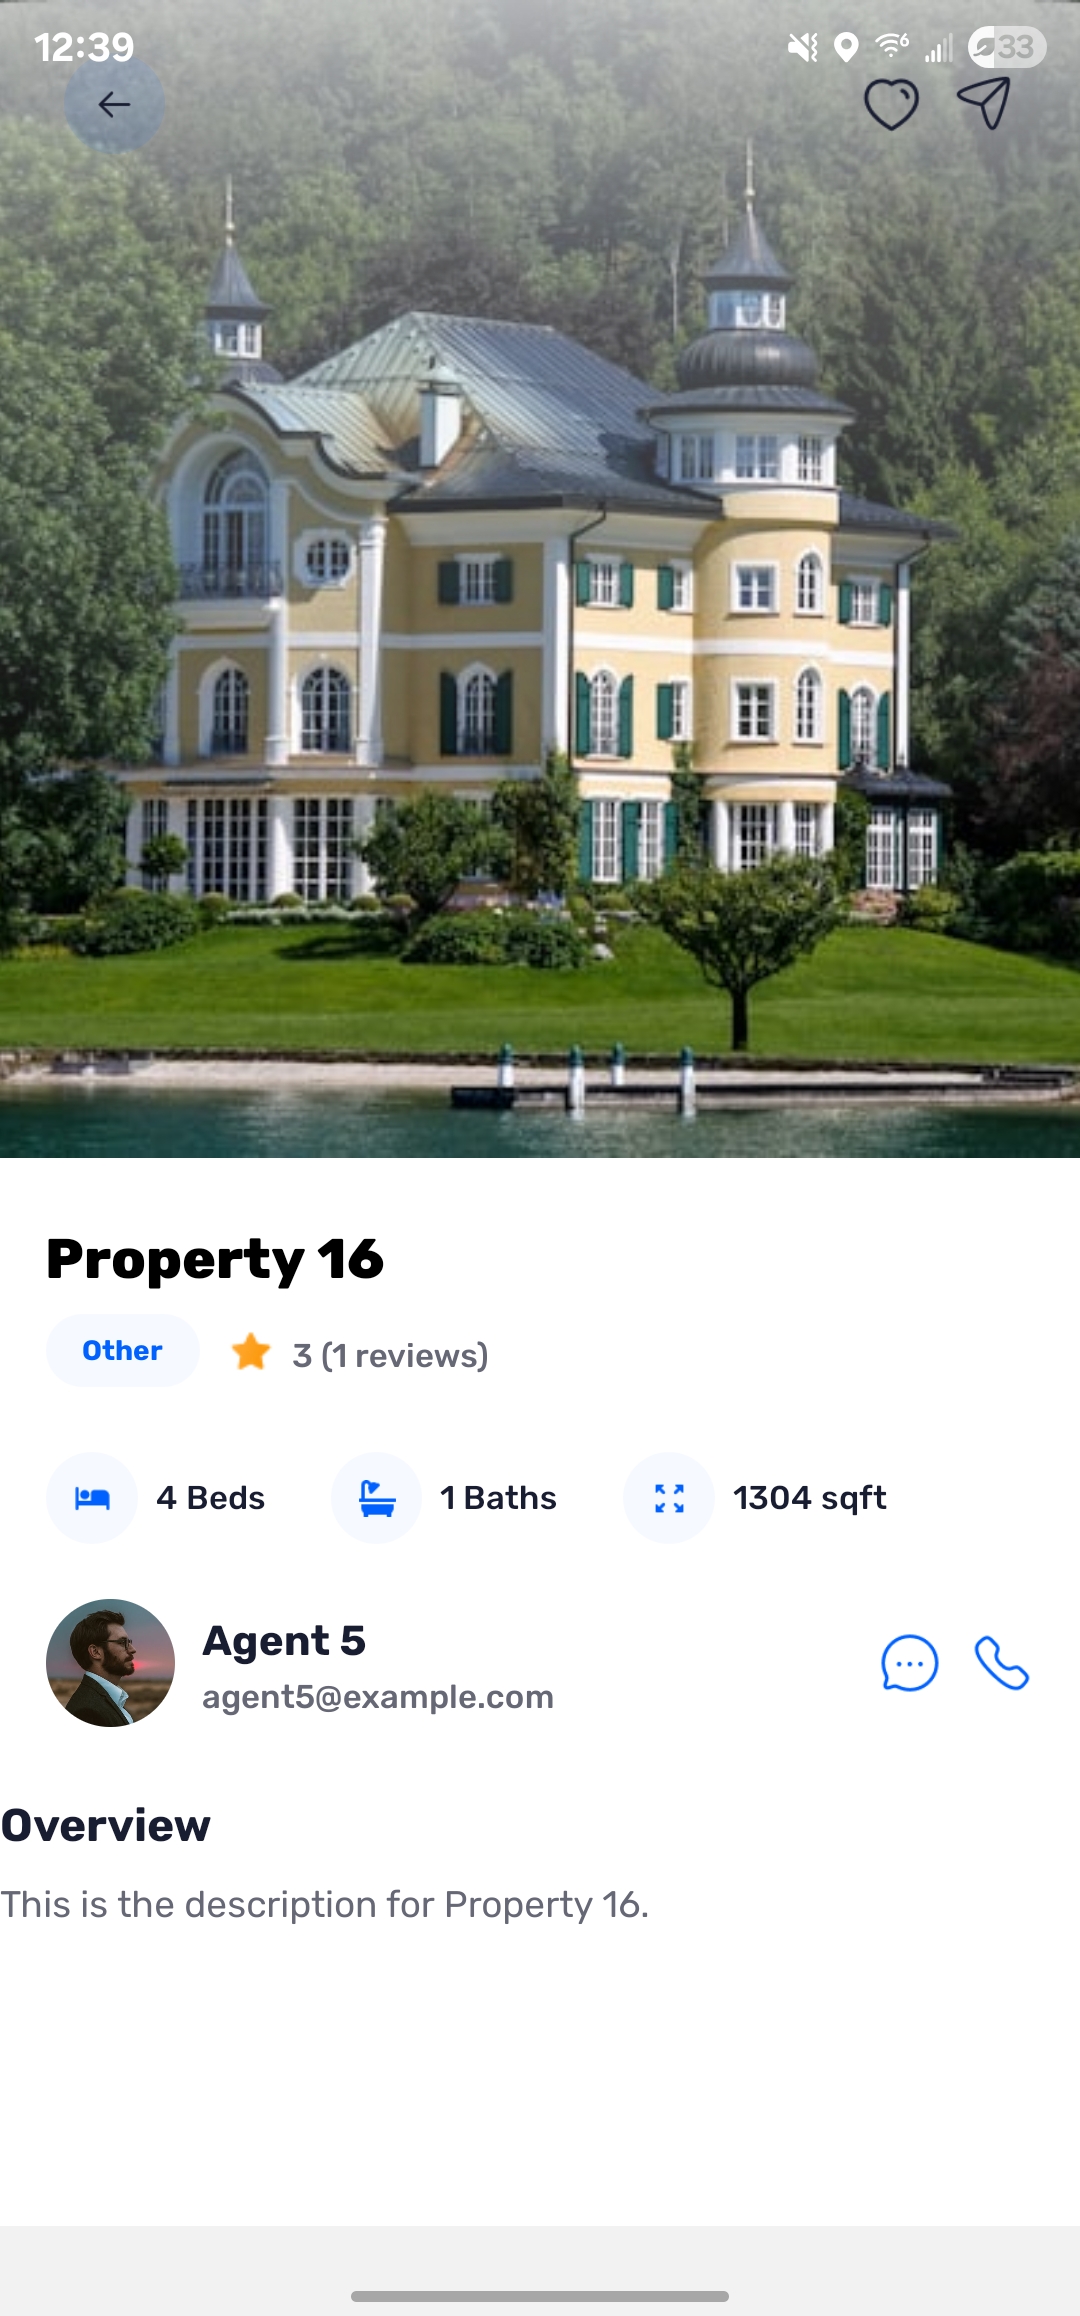 12:39
6
33
Property 16
Other
3 (1 reviews)
4 Beds
1 Baths
1304 sqft
Agent 5
agent5@example.com
Overview
This is the description for Property 16.